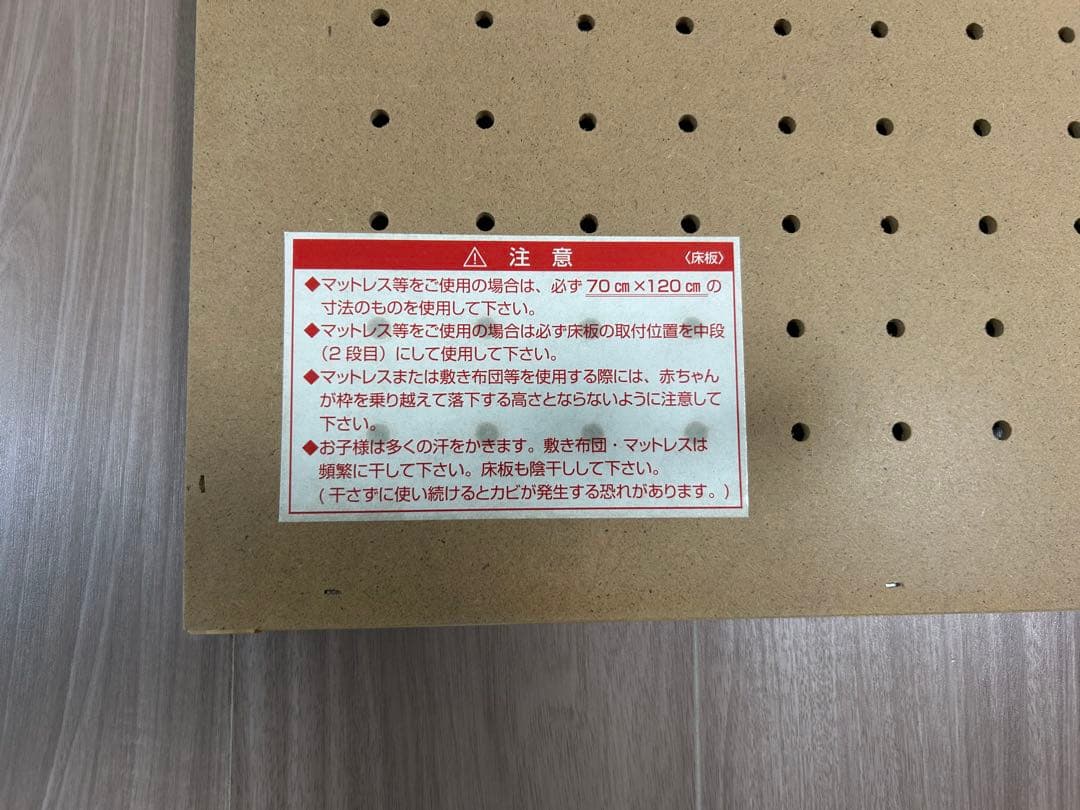 ⚠ 注意 〈床板〉
◆マットレス等をご使用の場合は、必ず70㎝×120㎝の
寸法のものを使用して下さい。
◆マットレス等をご使用の場合は必ず床板の取付位置を中段
(2段目)にして使用して下さい。
◆マットレスまたは敷き布団等を使用する際には、赤ちゃん
が枠を乗り越えて落下する高さとならないように注意して
下さい。
◆お子様は多くの汗をかきます。敷き布団・マットレスは
頻繁に干して下さい。床板も陰干しして下さい。
(干さずに使い続けるとカビが発生する恐れがあります。)